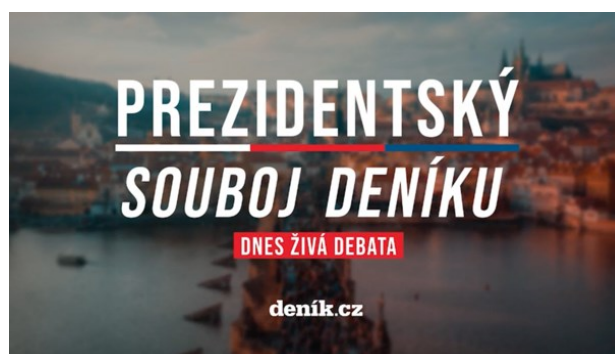 PREZIDENTSKÝ
SOUBOJ DENÍKU
DNES ŽIVÁ DEBATA
deník.cz